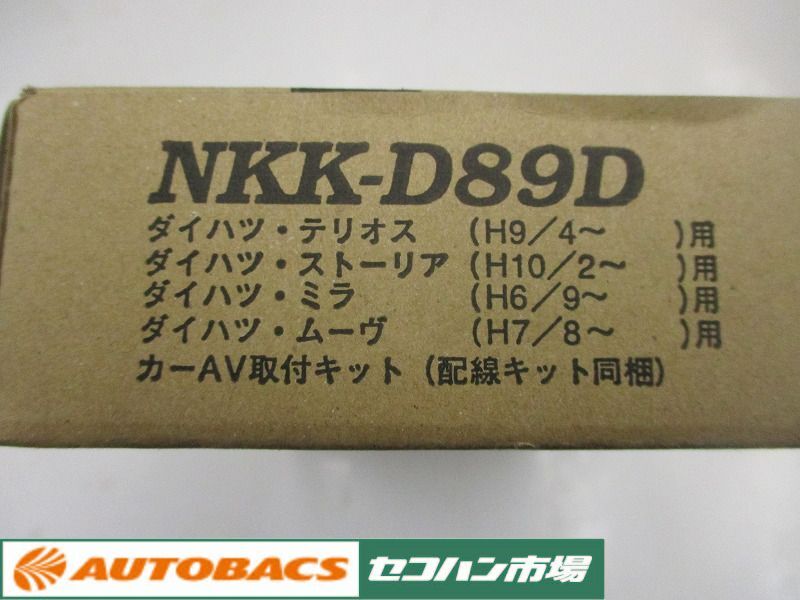 NKK-D89D
ダイハツ・テリオス (H9/4〜 )用
ダイハツ・ストーリア (H10/2〜 )用
ダイハツ・ミラ (H6/9〜 )用
ダイハツ・ムーヴ (H7/8〜 )用
カーAV取付キット (配線キット同梱)
AUTOBACS セコハン市場